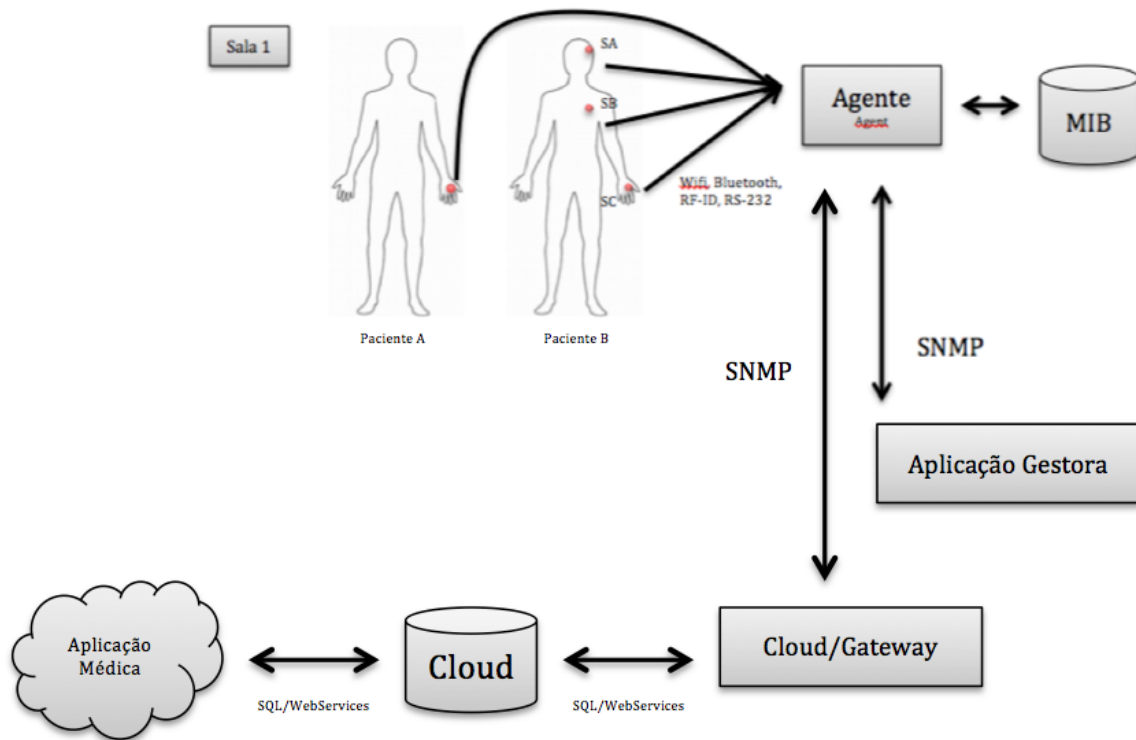 Sala 1
SA
SB
SC
Paciente A
Paciente B
Wifi, Bluetooth,
RF-ID, RS-232
Agente
Agent
MIB
SNMP
SNMP
Aplicação Gestora
Cloud/Gateway
Cloud
Aplicação
Médica
SQL/WebServices
SQL/WebServices